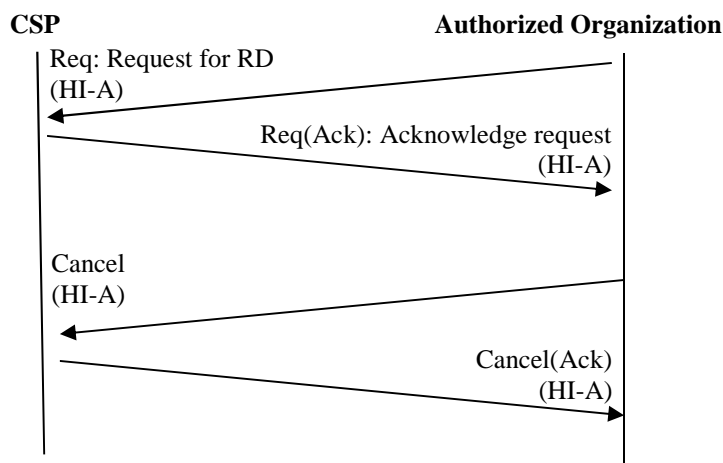 CSP
Authorized Organization
Req: Request for RD
(HI-A)
Req(Ack): Acknowledge request
(HI-A)
Cancel
(HI-A)
Cancel(Ack)
(HI-A)